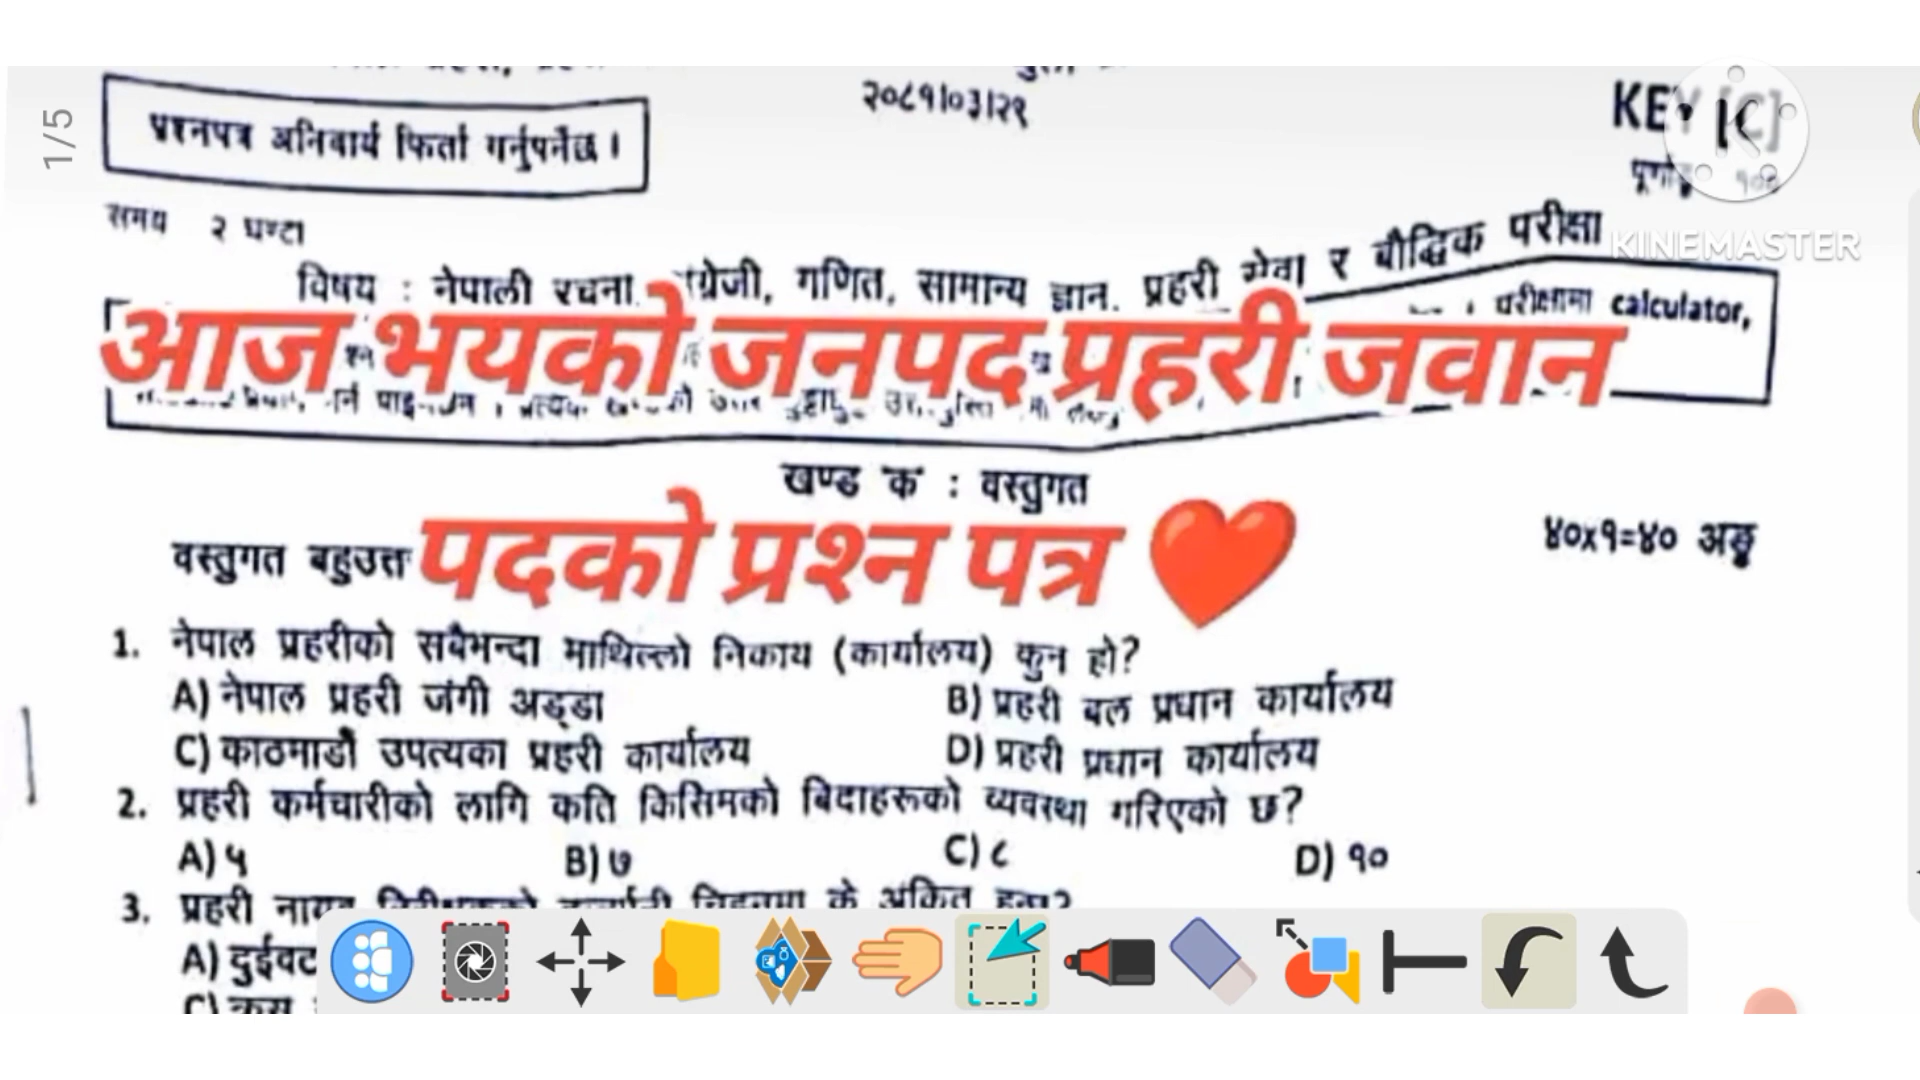 २०८१।०३।२१
KEY [C]
1/5
प्रश्नपत्र अनिवार्य फिर्ता गर्नुपर्नेछ ।
समय २ घण्टा
KINEMASTER
विषय : नेपाली रचना, अंग्रेजी, गणित, सामान्य ज्ञान, प्रहरी सेवा र बौद्धिक परीक्षा
परीक्षामा calculator,
आज भयको जनपद प्रहरी जवान
खण्ड 'क' : वस्तुगत
पदको प्रश्न पत्र
वस्तुगत
४०x१=४० अङ्क
1. नेपाल प्रहरीको सबैभन्दा माथिल्लो निकाय (कार्यालय) कुन हो?
A) नेपाल प्रहरी जंगी अड्डा B) प्रहरी बल प्रधान कार्यालय
C) काठमाडौं उपत्यका प्रहरी कार्यालय D) प्रहरी प्रधान कार्यालय
2. प्रहरी कर्मचारीको लागि कति किसिमको बिदाहरूको व्यवस्था गरिएको छ?
A) ५ B) ७ C) ८ D) १०
3. प्रहरी के अंकित
A)
C)